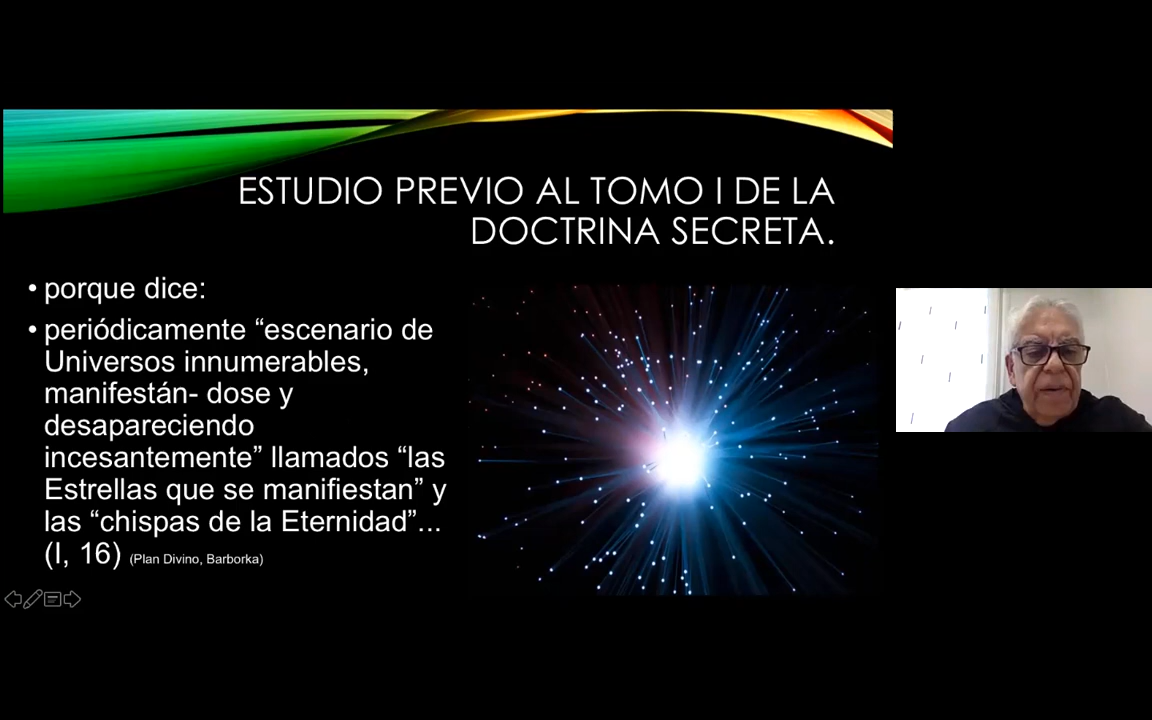 ESTUDIO PREVIO AL TOMO I DE LA
DOCTRINA SECRETA.
• porque dice:
• periódicamente “escenario de
Universos innumerables,
manifestán- dose y
desapareciendo
incesantemente” llamados “las
Estrellas que se manifiestan” y
las “chispas de la Eternidad”...
(I, 16) (Plan Divino, Barborka)